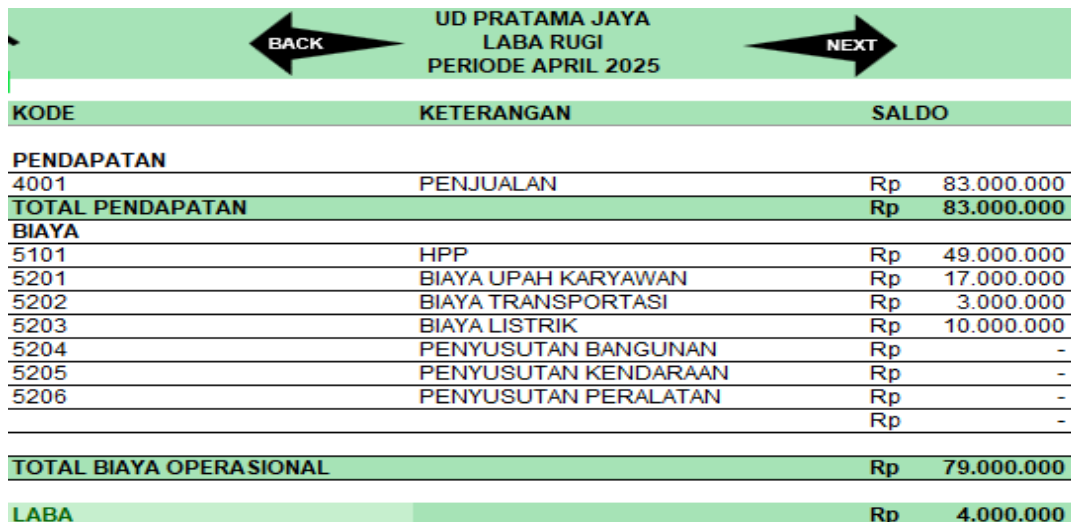 UD PRATAMA JAYA
BACK LABA RUGI NEXT
PERIODE APRIL 2025
KODE KETERANGAN SALDO
PENDAPATAN
4001 PENJUALAN Rp 83.000.000
TOTAL PENDAPATAN Rp 83.000.000
BIAYA
5101 HPP Rp 49.000.000
5201 BIAYA UPAH KARYAWAN Rp 17.000.000
5202 BIAYA TRANSPORTASI Rp 3.000.000
5203 BIAYA LISTRIK Rp 10.000.000
5204 PENYUSUTAN BANGUNAN Rp -
5205 PENYUSUTAN KENDARAAN Rp -
5206 PENYUSUTAN PERALATAN Rp -
Rp -
TOTAL BIAYA OPERASIONAL Rp 79.000.000
LABA Rp 4.000.000